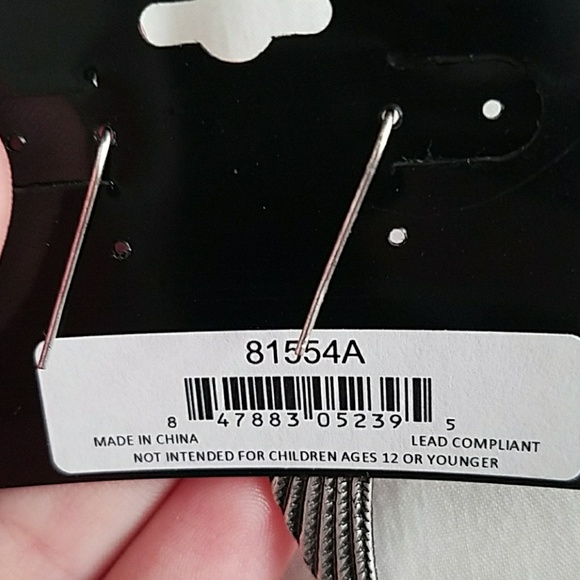 81554A
8 47883 05239 5
MADE IN CHINA LEAD COMPLIANT
NOT INTENDED FOR CHILDREN AGES 12 OR YOUNGER